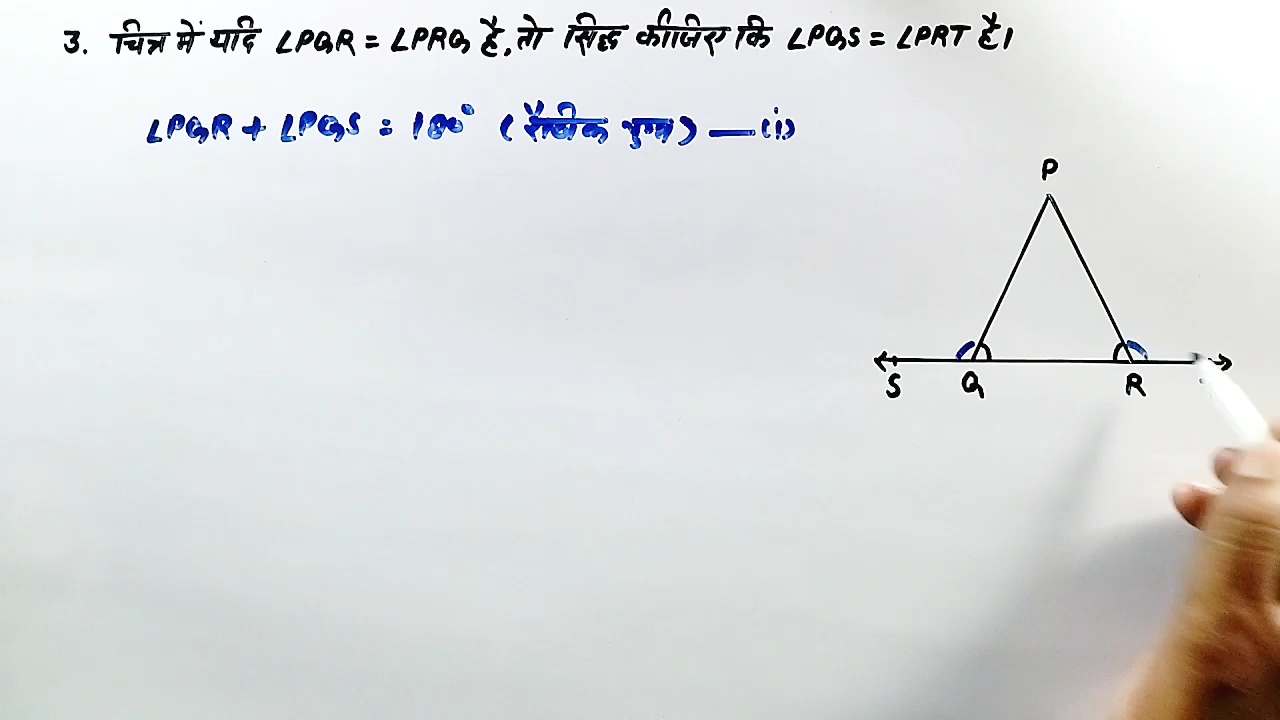 3. चित्र में यदि ∠PQR = ∠PRQ है, तो सिद्ध कीजिए कि ∠PQS = ∠PRT है।
∠PQR + ∠PQS = 180° (रैखिक युग्म) — (i)
P
S Q R